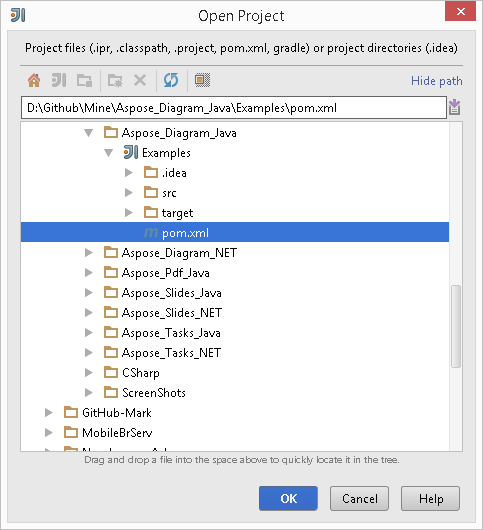 Open Project
Project files (.ipr, .classpath, .project, pom.xml, gradle) or project directories (.idea)
Hide path
D:\Github\Mine\Aspose_Diagram_Java\Examples\pom.xml
Aspose_Diagram_Java
Examples
.idea
src
target
pom.xml
Aspose_Diagram_NET
Aspose_Pdf_Java
Aspose_Slides_Java
Aspose_Slides_NET
Aspose_Tasks_Java
Aspose_Tasks_NET
CSharp
ScreenShots
GitHub-Mark
MobileBrServ
Drag and drop a file into the space above to quickly locate it in the tree.
OK
Cancel
Help